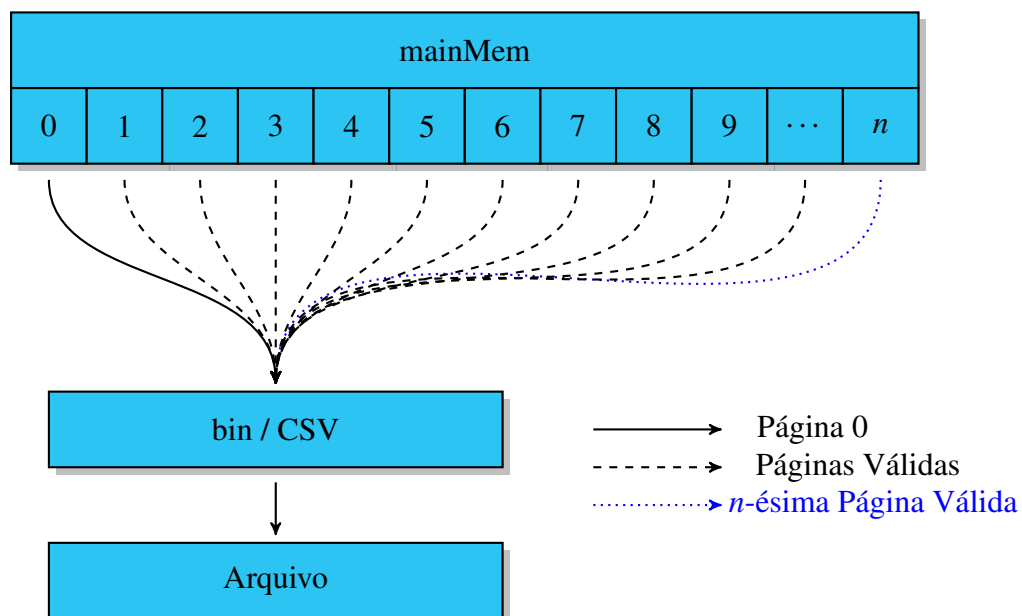 mainMem
0 1 2 3 4 5 6 7 8 9 ··· n
bin / CSV
Página 0
Páginas Válidas
n-ésima Página Válida
Arquivo